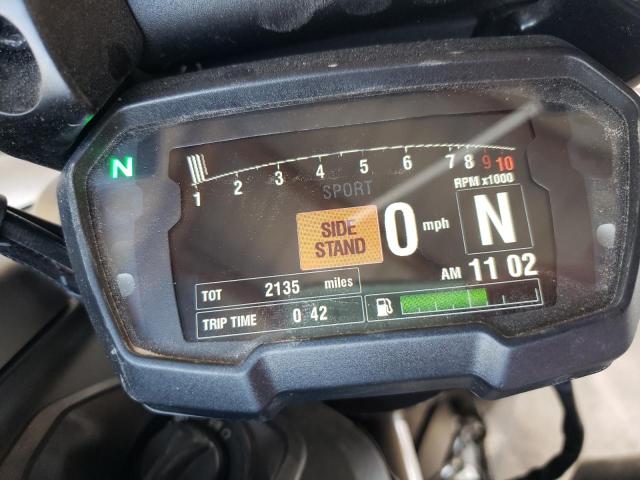 N
1 2 3 4 5 6 7 8 9 10
RPM x1000
SPORT
SIDE
STAND
0 mph
N
AM 11 02
TOT 2135 miles
TRIP TIME 0 42